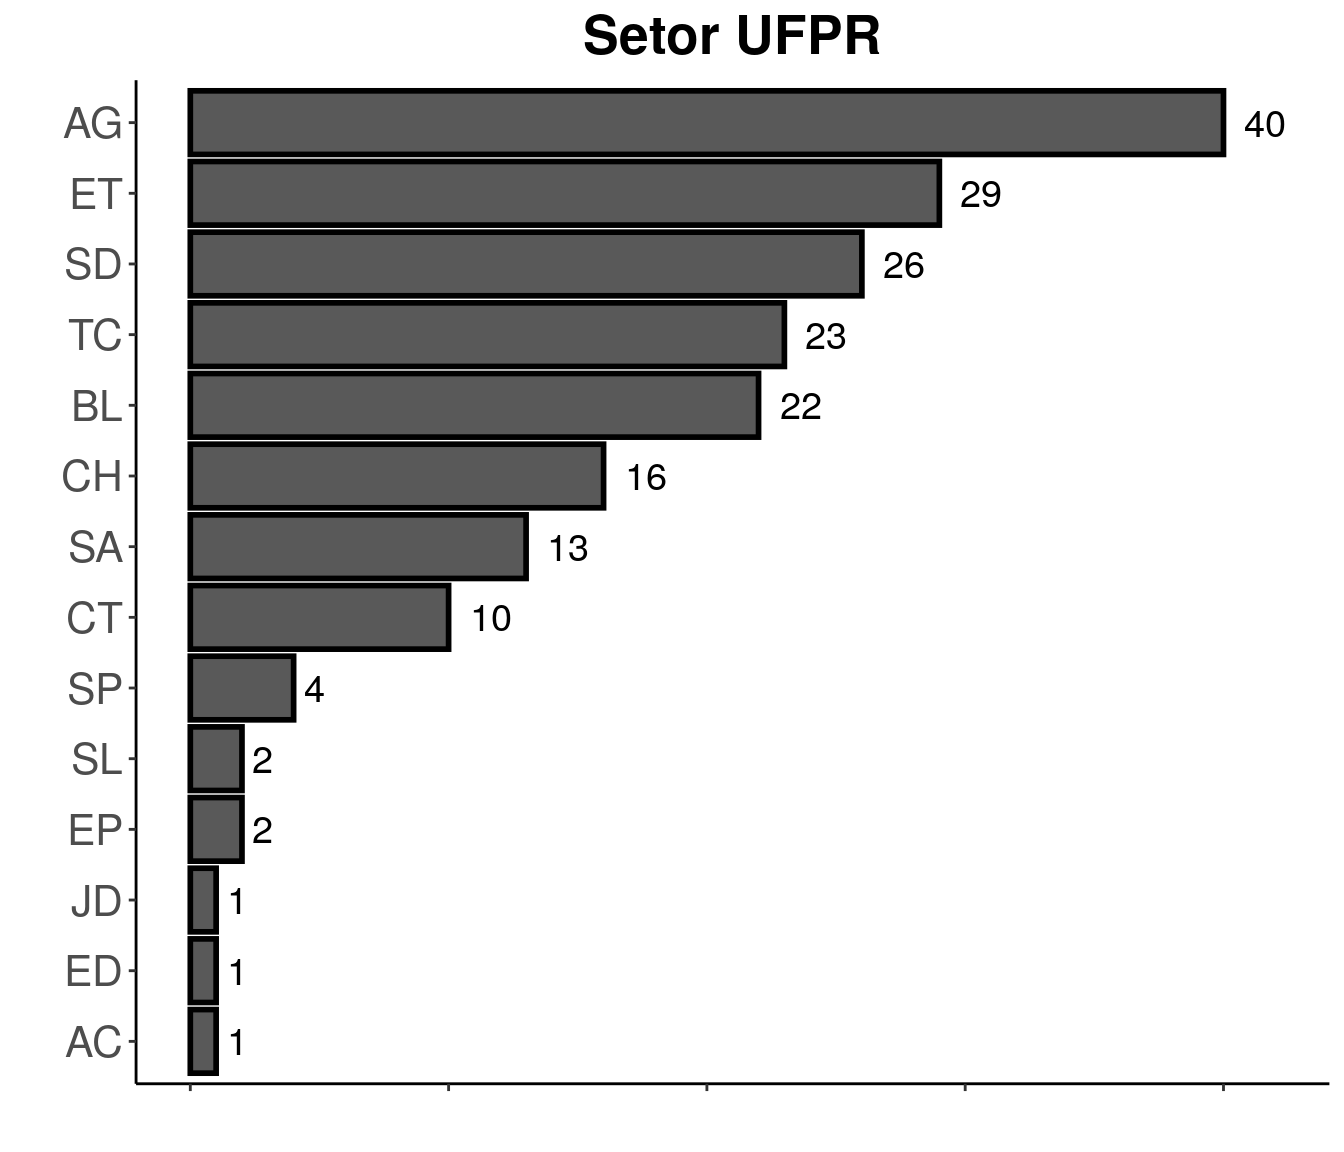 Setor UFPR
AG 40
ET 29
SD 26
TC 23
BL 22
CH 16
SA 13
CT 10
SP 4
SL 2
EP 2
JD 1
ED 1
AC 1